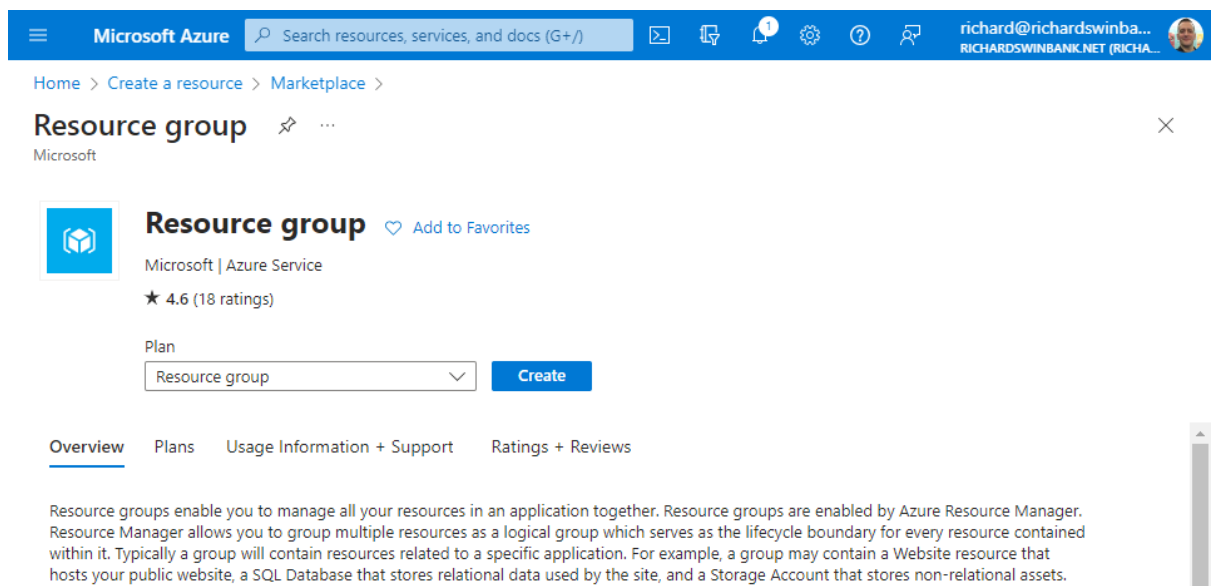 Microsoft Azure
Search resources, services, and docs (G+/)
1
richard@richardswinba...
RICHARDSWINBANK.NET (RICHA...
Home > Create a resource > Marketplace >
Resource group
...
Microsoft
Resource group
Add to Favorites
Microsoft | Azure Service
★ 4.6 (18 ratings)
Plan
Resource group
Create
Overview Plans Usage Information + Support Ratings + Reviews
Resource groups enable you to manage all your resources in an application together. Resource groups are enabled by Azure Resource Manager.
Resource Manager allows you to group multiple resources as a logical group which serves as the lifecycle boundary for every resource contained
within it. Typically a group will contain resources related to a specific application. For example, a group may contain a Website resource that
hosts your public website, a SQL Database that stores relational data used by the site, and a Storage Account that stores non-relational assets.